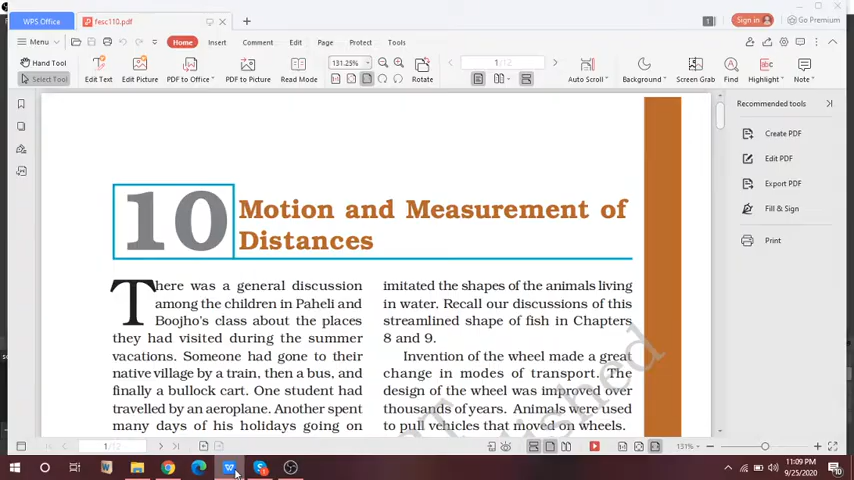 WPS Office
fesc110.pdf
1
Sign in
Go Premium
Menu
Home
Insert
Comment
Edit
Page
Protect
Tools
Hand Tool
Select Tool
Edit Text
Edit Picture
PDF to Office
PDF to Picture
Read Mode
131.25%
Rotate
1/12
Auto Scroll
Background
Screen Grab
Find
Highlight
Note
Recommended tools
Create PDF
Edit PDF
Export PDF
Fill & Sign
Print
10
Motion and Measurement of
Distances
There was a general discussion
among the children in Paheli and
Boojho's class about the places
they had visited during the summer
vacations. Someone had gone to their
native village by a train, then a bus, and
finally a bullock cart. One student had
travelled by an aeroplane. Another spent
many days of his holidays going on
imitated the shapes of the animals living
in water. Recall our discussions of this
streamlined shape of fish in Chapters
8 and 9.
Invention of the wheel made a great
change in modes of transport. The
design of the wheel was improved over
thousands of years. Animals were used
to pull vehicles that moved on wheels.
1/12
131%
11:09 PM
9/25/2020